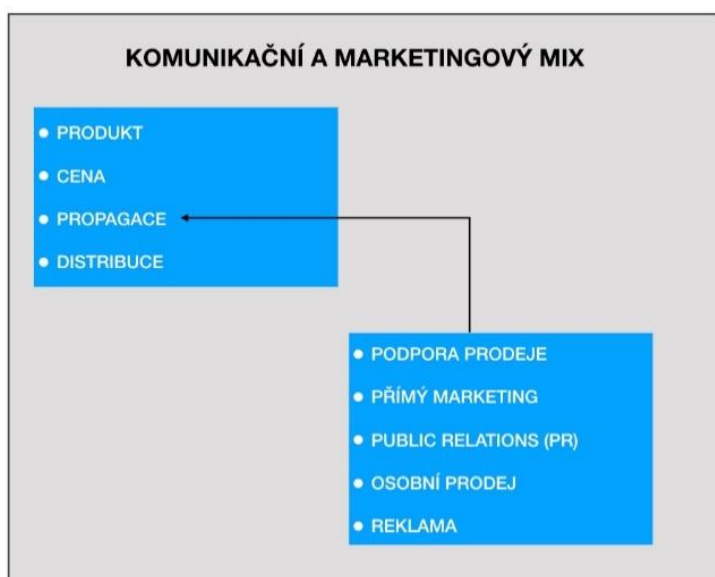 KOMUNIKAČNÍ A MARKETINGOVÝ MIX
PRODUKT
CENA
PROPAGACE
DISTRIBUCE
PODPORA PRODEJE
PŘÍMÝ MARKETING
PUBLIC RELATIONS (PR)
OSOBNÍ PRODEJ
REKLAMA